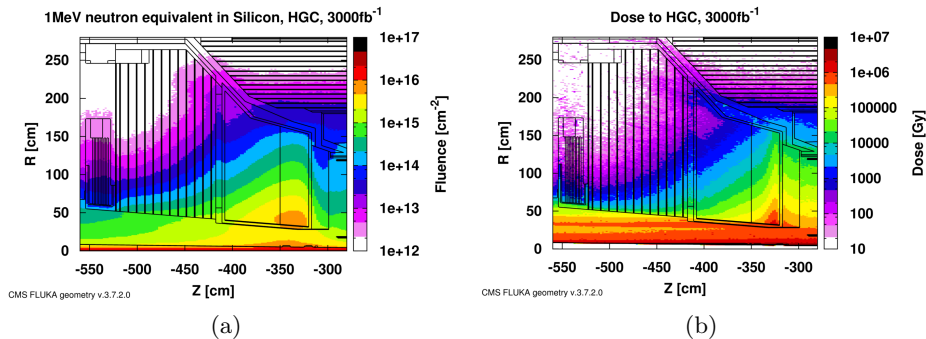 1MeV neutron equivalent in Silicon, HGC, 3000fb⁻¹
250
200
150
100
50
0
R [cm]
-550 -500 -450 -400 -350 -300
Z [cm]
1e+17
1e+16
1e+15
1e+14
1e+13
1e+12
Fluence [cm⁻²]
CMS FLUKA geometry v.3.7.2.0
(a)
Dose to HGC, 3000fb⁻¹
250
200
150
100
50
0
R [cm]
-550 -500 -450 -400 -350 -300
Z [cm]
1e+07
1e+06
100000
10000
1000
100
10
Dose [Gy]
CMS FLUKA geometry v.3.7.2.0
(b)